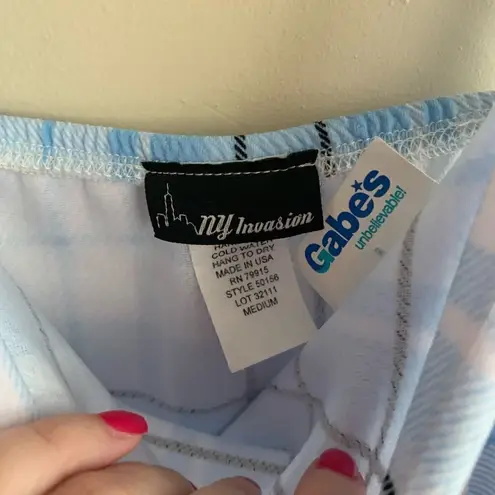 NY Invasion
HAN
COLD WATER
HANG TO DRY
MADE IN USA
RN 79915
STYLE 50156
LOT 32111
MEDIUM
Gabe's
unbelievable!